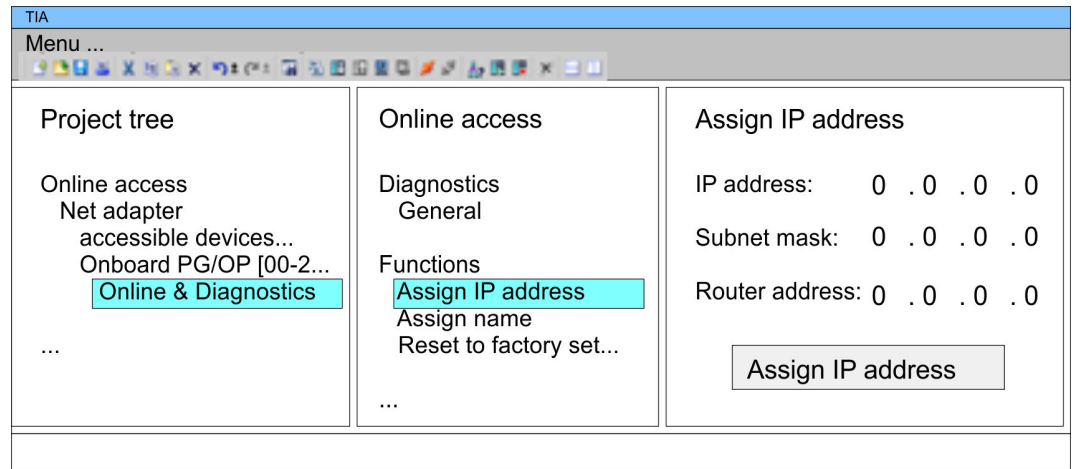 TIA
Menu ...
Project tree
Online access
Net adapter
accessible devices...
Onboard PG/OP [00-2...
Online & Diagnostics
...
Online access
Diagnostics
General
Functions
Assign IP address
Assign name
Reset to factory set...
...
Assign IP address
IP address: 0 .0 .0 .0
Subnet mask: 0 .0 .0 .0
Router address: 0 .0 .0 .0
Assign IP address